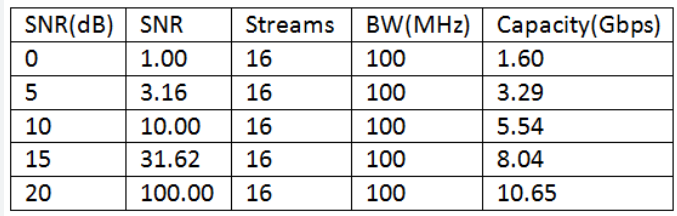 SNR(dB) SNR Streams BW(MHz) Capacity(Gbps)
0 1.00 16 100 1.60
5 3.16 16 100 3.29
10 10.00 16 100 5.54
15 31.62 16 100 8.04
20 100.00 16 100 10.65